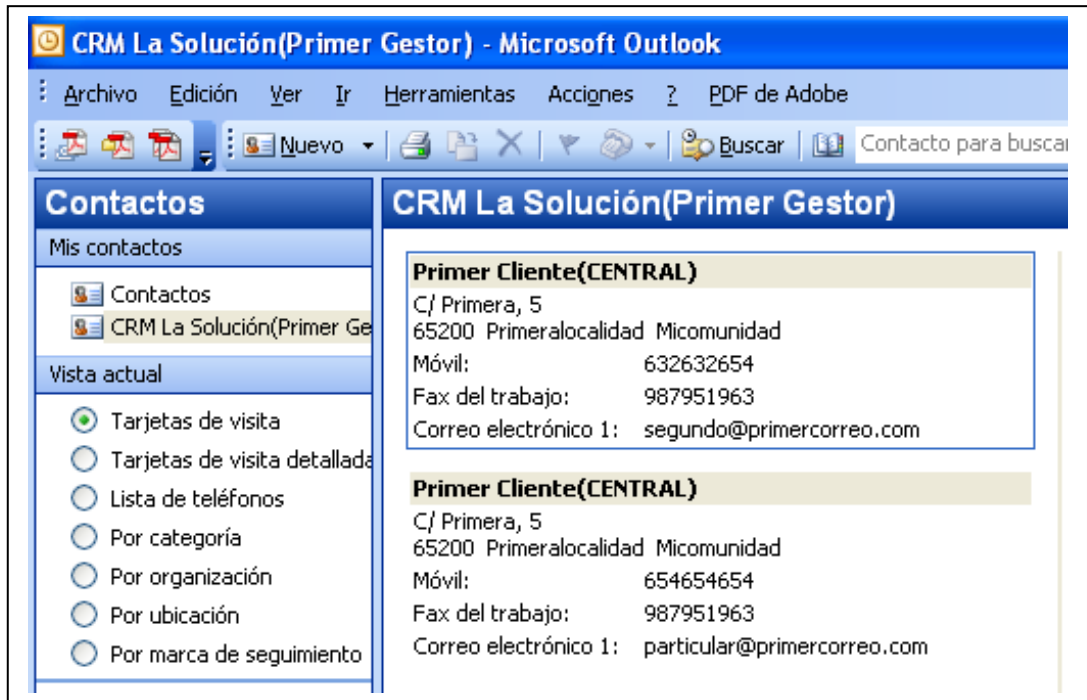 CRM La Solución(Primer Gestor) - Microsoft Outlook
Archivo Edición Ver Ir Herramientas Acciones ? PDF de Adobe
Nuevo Buscar Contacto para buscar
Contactos
Mis contactos
Contactos
CRM La Solución(Primer Ge
Vista actual
Tarjetas de visita
Tarjetas de visita detallada
Lista de teléfonos
Por categoría
Por organización
Por ubicación
Por marca de seguimiento
CRM La Solución(Primer Gestor)
Primer Cliente(CENTRAL)
C/ Primera, 5
65200 Primeralocalidad Micomunidad
Móvil: 632632654
Fax del trabajo: 987951963
Correo electrónico 1: segundo@primercorreo.com
Primer Cliente(CENTRAL)
C/ Primera, 5
65200 Primeralocalidad Micomunidad
Móvil: 654654654
Fax del trabajo: 987951963
Correo electrónico 1: particular@primercorreo.com